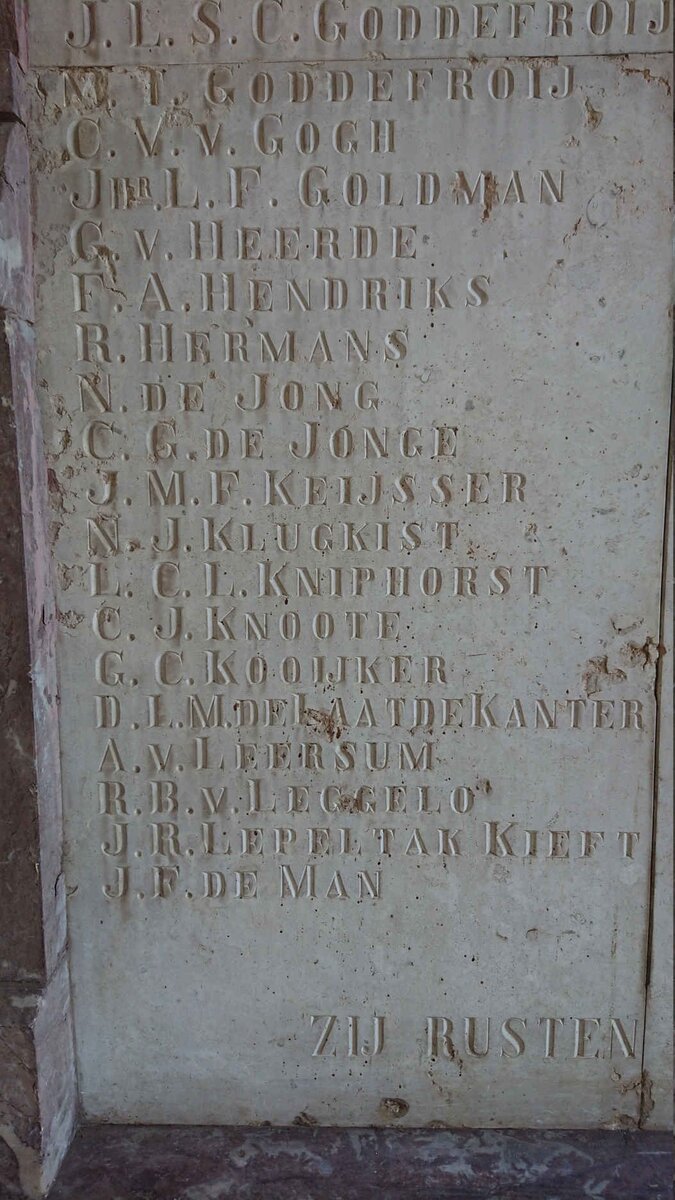 J. L. S. C. GODDEFROIJ
N. T. GODDEFROIJ
C. V. v. GOGH
JHR. L. F. GOLDMAN
G. v. HEERDE
F. A. HENDRIKS
R. HERMANS
N. DE JONG
C. G. DE JONGE
J. M. F. KEIJSSER
N. J. KLUGKIST
L. C. L. KNIPHORST
C. J. KNOOTE
G. C. KOOIJKER
D. L. M. DE LAAT DE KANTER
A. v. LEERSUM
R. B. v. LEGGELO
J. R. LEPELTAK KIEFT
J. F. DE MAN
ZIJ RUSTEN